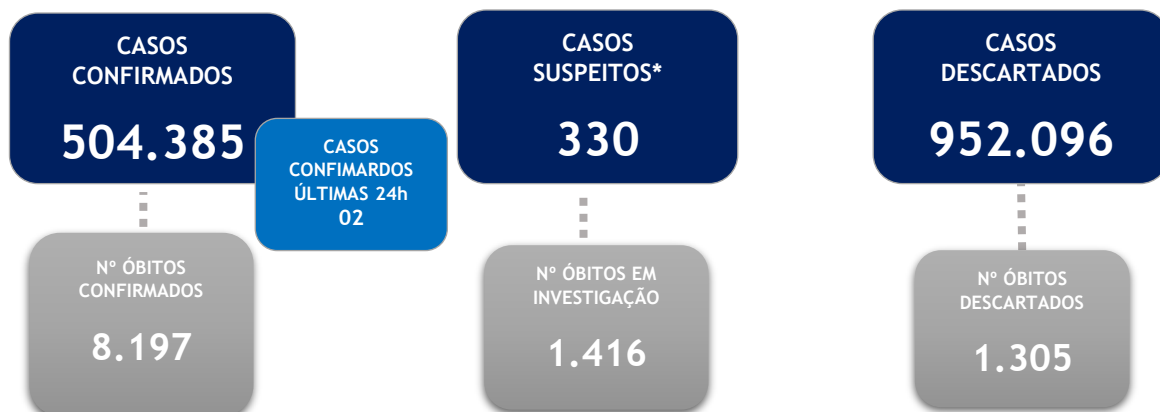 CASOS
CONFIRMADOS
504.385
CASOS
CONFIMARDOS
ÚLTIMAS 24h
02
Nº ÓBITOS
CONFIRMADOS
8.197
CASOS
SUSPEITOS*
330
Nº ÓBITOS EM
INVESTIGAÇÃO
1.416
CASOS
DESCARTADOS
952.096
Nº ÓBITOS
DESCARTADOS
1.305